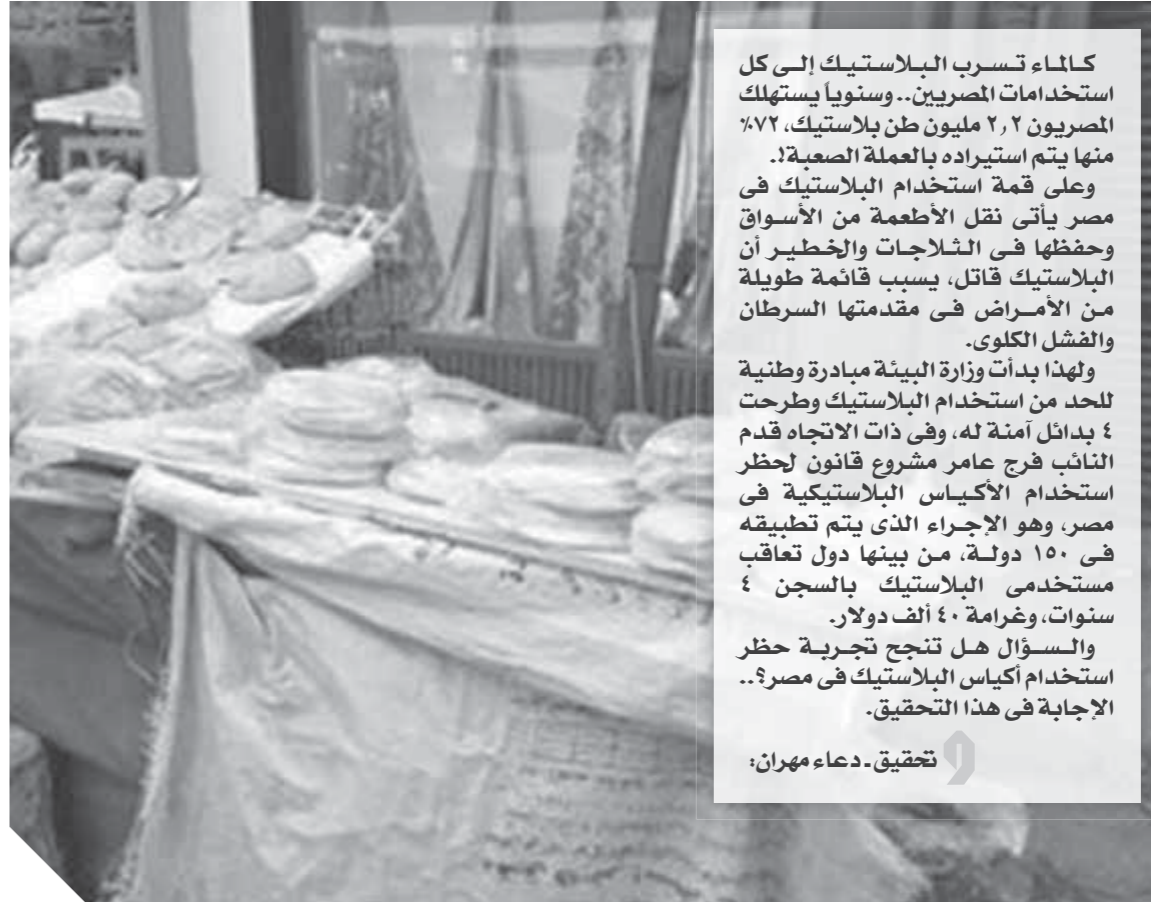 كالماء تسرب البلاستيك إلى كل
استخدامات المصريين.. وسنوياً يستهلك
المصريون ٢,٢ مليون طن بلاستيك، ٧٢٪
منها يتم استيراده بالعملة الصعبة!.
وعلى قمة استخدام البلاستيك فى
مصر يأتى نقل الأطعمة من الأسواق
وحفظها فى الثلاجات والخطير أن
البلاستيك قاتل، يسبب قائمة طويلة
من الأمراض فى مقدمتها السرطان
والفشل الكلوى.
ولهذا بدأت وزارة البيئة مبادرة وطنية
للحد من استخدام البلاستيك وطرحت
٤ بدائل آمنة له، وفى ذات الاتجاه قدم
النائب فرج عامر مشروع قانون لحظر
استخدام الأكياس البلاستيكية فى
مصر، وهو الإجراء الذى يتم تطبيقه
فى ١٥٠ دولة، من بينها دول تعاقب
مستخدمى البلاستيك بالسجن ٤
سنوات، وغرامة ٤٠ ألف دولار.
والسؤال هل تنجح تجربة حظر
استخدام أكياس البلاستيك فى مصر؟..
الإجابة فى هذا التحقيق.
تحقيق ـ دعاء مهران: